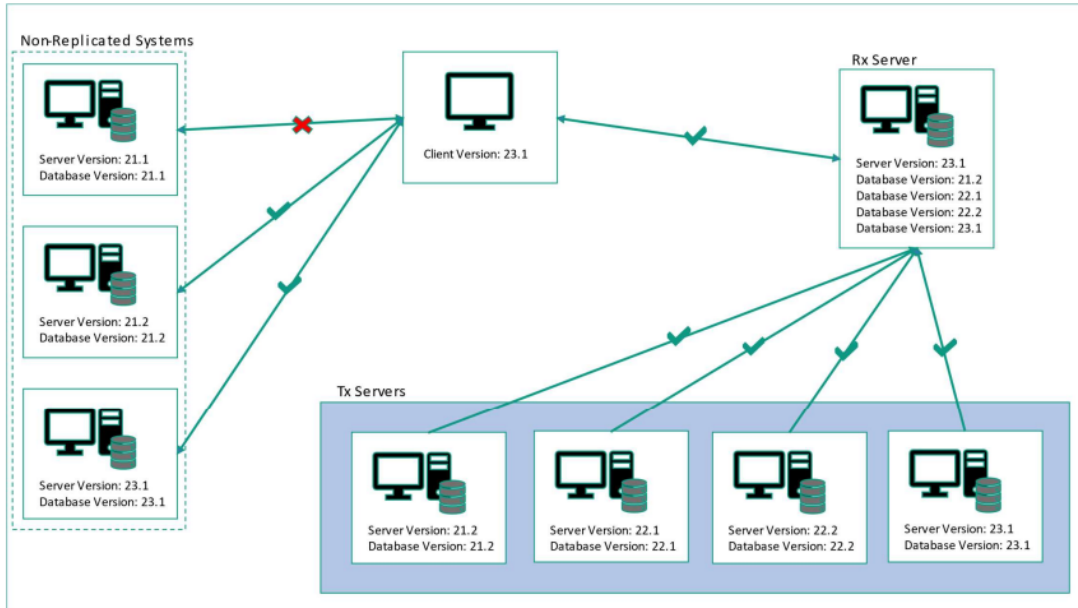 Non-Replicated Systems
Server Version: 21.1
Database Version: 21.1
Server Version: 21.2
Database Version: 21.2
Server Version: 23.1
Database Version: 23.1
Client Version: 23.1
Rx Server
Server Version: 23.1
Database Version: 21.2
Database Version: 22.1
Database Version: 22.2
Database Version: 23.1
Tx Servers
Server Version: 21.2
Database Version: 21.2
Server Version: 22.1
Database Version: 22.1
Server Version: 22.2
Database Version: 22.2
Server Version: 23.1
Database Version: 23.1